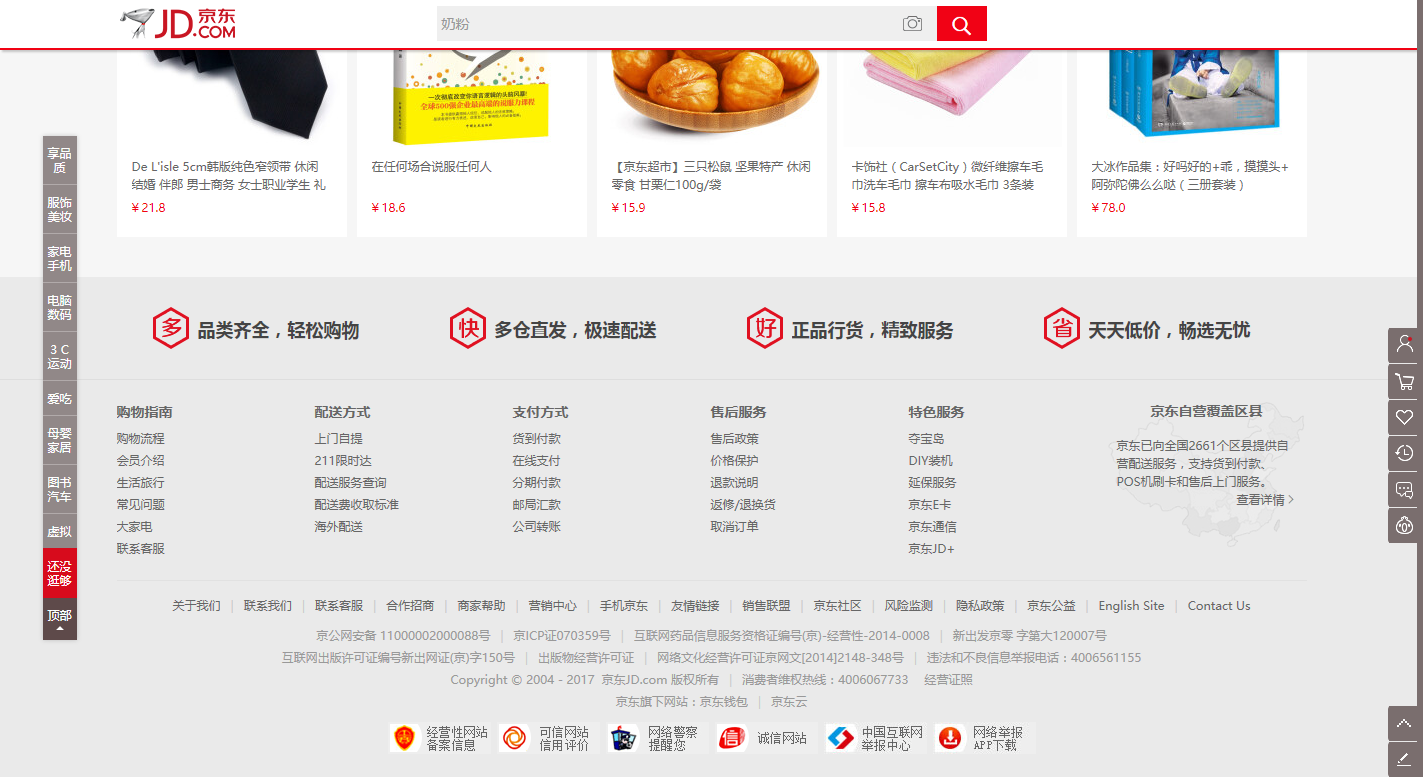 JD.COM 京东
奶粉
一次彻底改变你语言逻辑的头脑风暴!
全球500强企业最高端的说服力课程
De L'isle 5cm韩版纯色窄领带 休闲
结婚 伴郎 男士商务 女士职业学生 礼
¥ 21.8
在任何场合说服任何人
¥ 18.6
【京东超市】三只松鼠 坚果特产 休闲
零食 甘栗仁100g/袋
¥ 15.9
卡饰社（CarSetCity）微纤维擦车毛
巾洗车毛巾 擦车布吸水毛巾 3条装
¥ 15.8
大冰作品集：好吗好的+乖，摸摸头+
阿弥陀佛么么哒（三册套装）
¥ 78.0
享品
质
服饰
美妆
家电
手机
电脑
数码
3 C
运动
爱吃
母婴
家居
图书
汽车
虚拟
还没
逛够
顶部
多 品类齐全，轻松购物
快 多仓直发，极速配送
好 正品行货，精致服务
省 天天低价，畅选无忧
购物指南
购物流程
会员介绍
生活旅行
常见问题
大家电
联系客服
配送方式
上门自提
211限时达
配送服务查询
配送费收取标准
海外配送
支付方式
货到付款
在线支付
分期付款
邮局汇款
公司转账
售后服务
售后政策
价格保护
退款说明
返修/退换货
取消订单
特色服务
夺宝岛
DIY装机
延保服务
京东E卡
京东通信
京东JD+
京东自营覆盖区县
京东已向全国2661个区县提供自
营配送服务，支持货到付款、
POS机刷卡和售后上门服务。
查看详情 >
关于我们 | 联系我们 | 联系客服 | 合作招商 | 商家帮助 | 营销中心 | 手机京东 | 友情链接 | 销售联盟 | 京东社区 | 风险监测 | 隐私政策 | 京东公益 | English Site | Contact Us
京公网安备 11000002000088号 | 京ICP证070359号 | 互联网药品信息服务资格证编号(京)-经营性-2014-0008 | 新出发京零 字第大120007号
互联网出版许可证编号新出网证(京)字150号 | 出版物经营许可证 | 网络文化经营许可证京网文[2014]2148-348号 | 违法和不良信息举报电话：4006561155
Copyright © 2004 - 2017 京东JD.com 版权所有 | 消费者维权热线：4006067733 经营证照
京东旗下网站：京东钱包 | 京东云
经营性网站
备案信息
可信网站
信用评价
网络警察
提醒您
诚信网站
中国互联网
举报中心
网络举报
APP下载